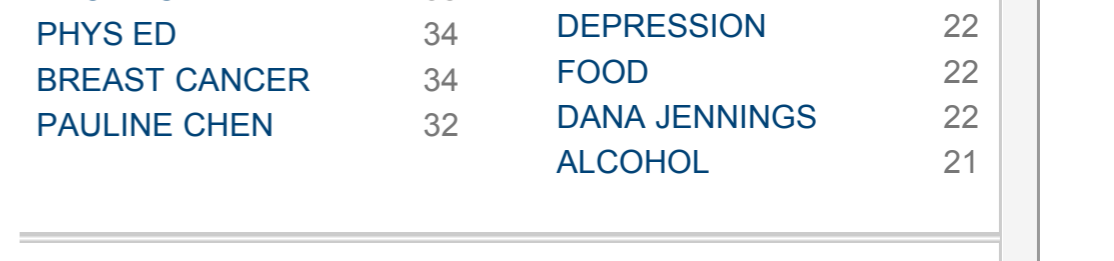 PHYS ED 34
BREAST CANCER 34
PAULINE CHEN 32
DEPRESSION 22
FOOD 22
DANA JENNINGS 22
ALCOHOL 21